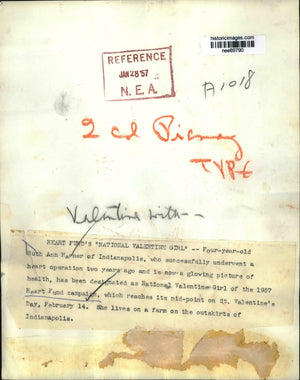 historicimages.com
nee69790
REFERENCE
JAN 28 '57
N. E. A.
A1018
2 col
TYPE
Valentine with--
HEART FUND'S "NATIONAL VALENTINE GIRL" -- Four-year-old
Ruth Ann Harner of Indianapolis, who successfully underwent a
heart operation two years ago and is now a glowing picture of
health, has been designated as National Valentine Girl of the 1957
Heart Fund campaign, which reaches its mid-point on St. Valentine's
Day, February 14. She lives on a farm on the outskirts of
Indianapolis.